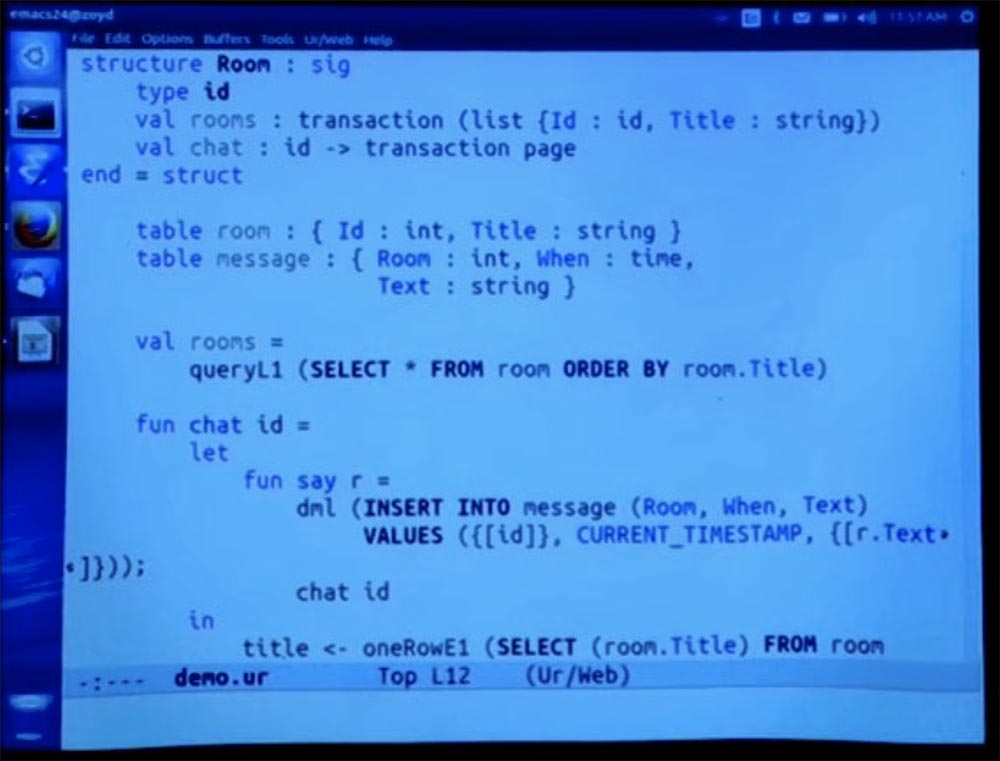 emacs24@zoyd
11:57 AM
File Edit Options Buffers Tools Ur/Web Help
structure Room : sig
    type id
    val rooms : transaction (list {Id : id, Title : string})
    val chat : id -> transaction page
end = struct
    table room : { Id : int, Title : string }
    table message : { Room : int, When : time,
                      Text : string }
    val rooms =
        queryL1 (SELECT * FROM room ORDER BY room.Title)
    fun chat id =
        let
            fun say r =
                dml (INSERT INTO message (Room, When, Text)
                     VALUES ({[id]}, CURRENT_TIMESTAMP, {[r.Text
]}));
                chat id
        in
            title <- oneRowE1 (SELECT (room.Title) FROM room
-:--- demo.ur Top L12 (Ur/Web)